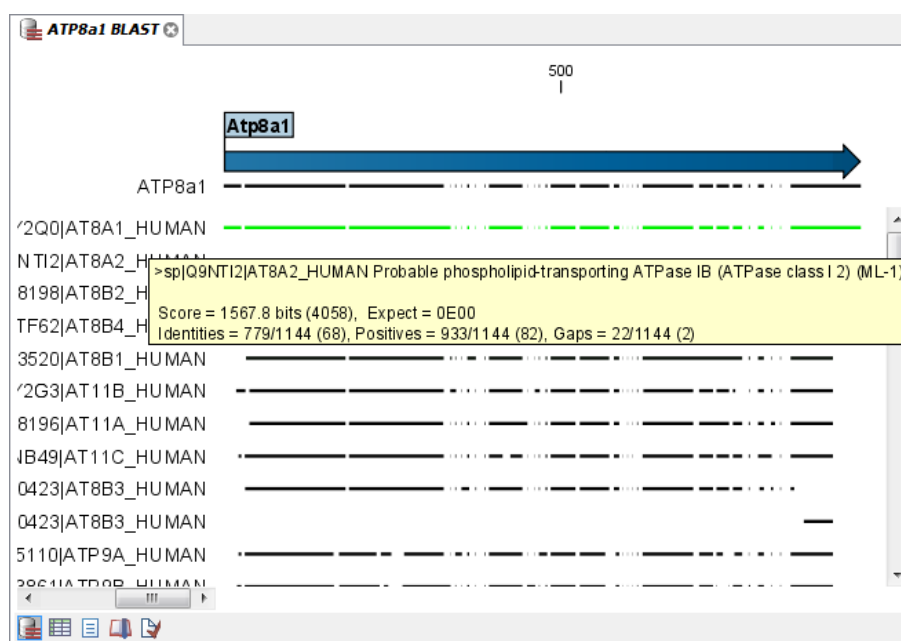 ATP8a1 BLAST
500
Atp8a1
ATP8a1
Y2Q0|AT8A1_HUMAN
NTI2|AT8A2_H
>sp|Q9NTI2|AT8A2_HUMAN Probable phospholipid-transporting ATPase IB (ATPase class I 2) (ML-1)
8198|AT8B2_H
Score = 1567.8 bits (4058), Expect = 0E00
TF62|AT8B4_H
Identities = 779/1144 (68), Positives = 933/1144 (82), Gaps = 22/1144 (2)
3520|AT8B1_HUMAN
Y2G3|AT11B_HUMAN
8196|AT11A_HUMAN
NB49|AT11C_HUMAN
0423|AT8B3_HUMAN
0423|AT8B3_HUMAN
5110|ATP9A_HUMAN
3861|ATP9B_HUMAN